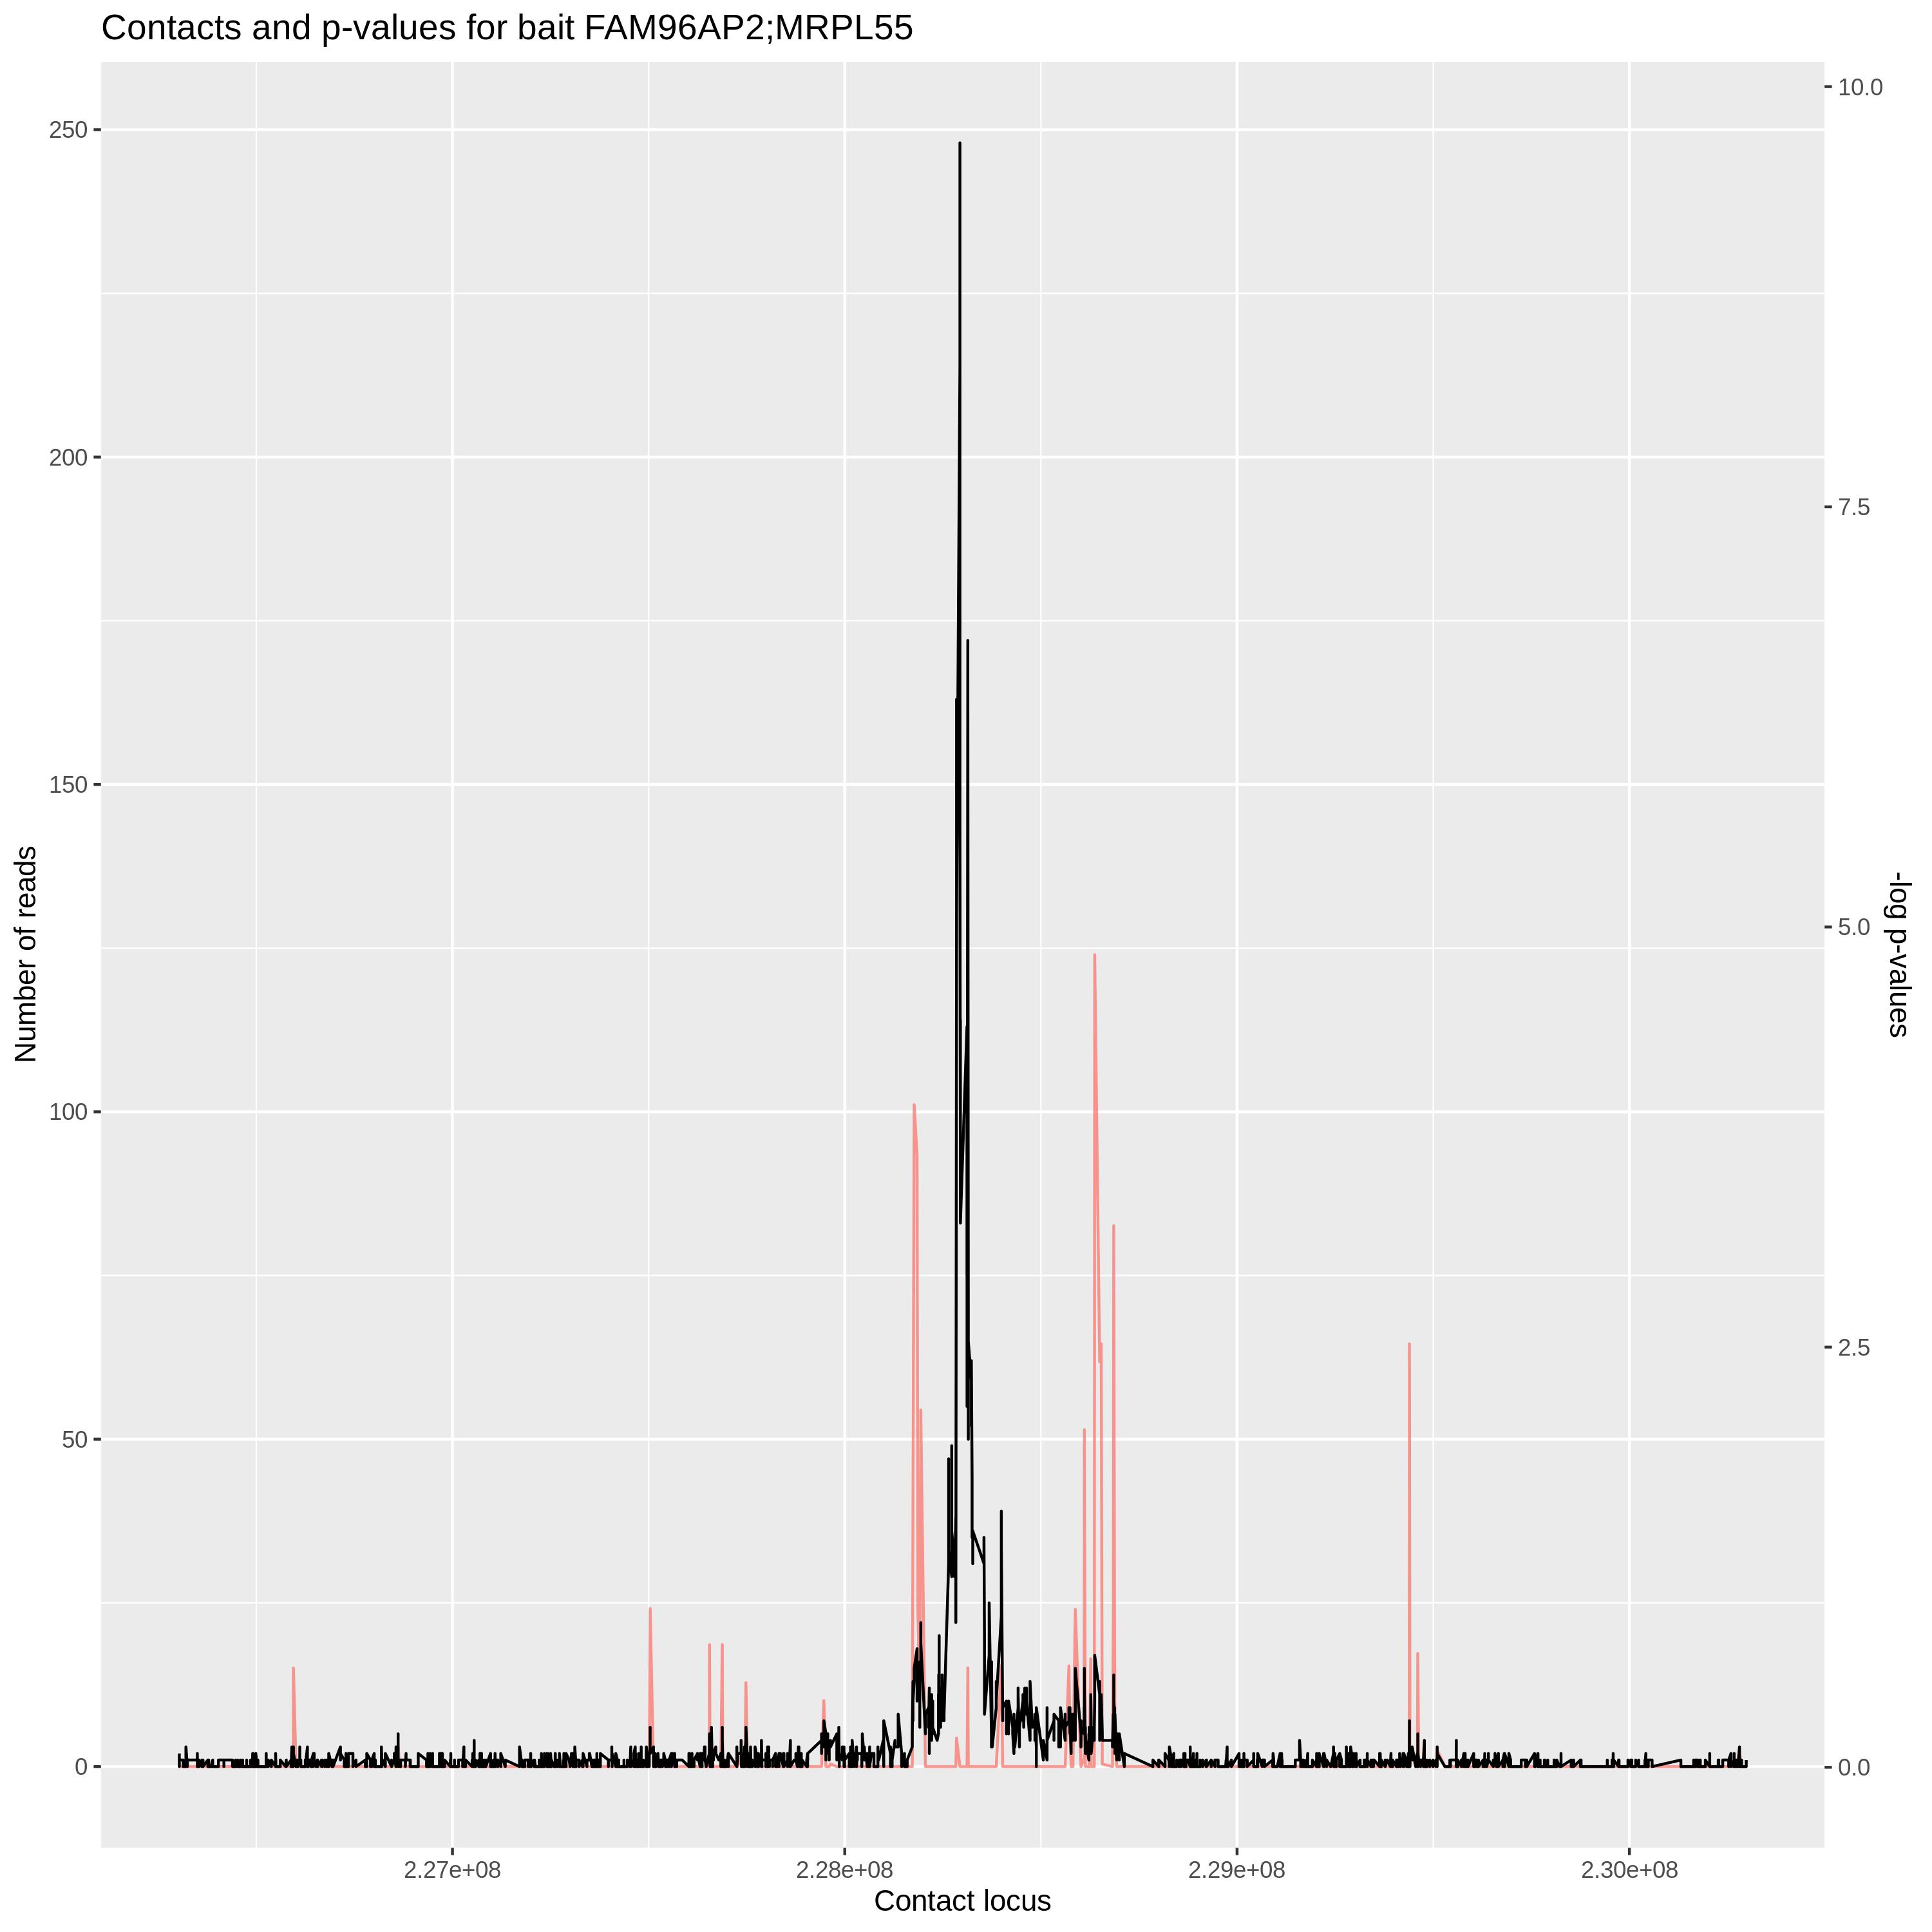 Contacts and p-values for bait FAM96AP2;MRPL55
250
200
150
100
50
0
Number of reads
10.0
7.5
5.0
2.5
0.0
-log p-values
2.27e+08
2.28e+08
2.29e+08
2.30e+08
Contact locus